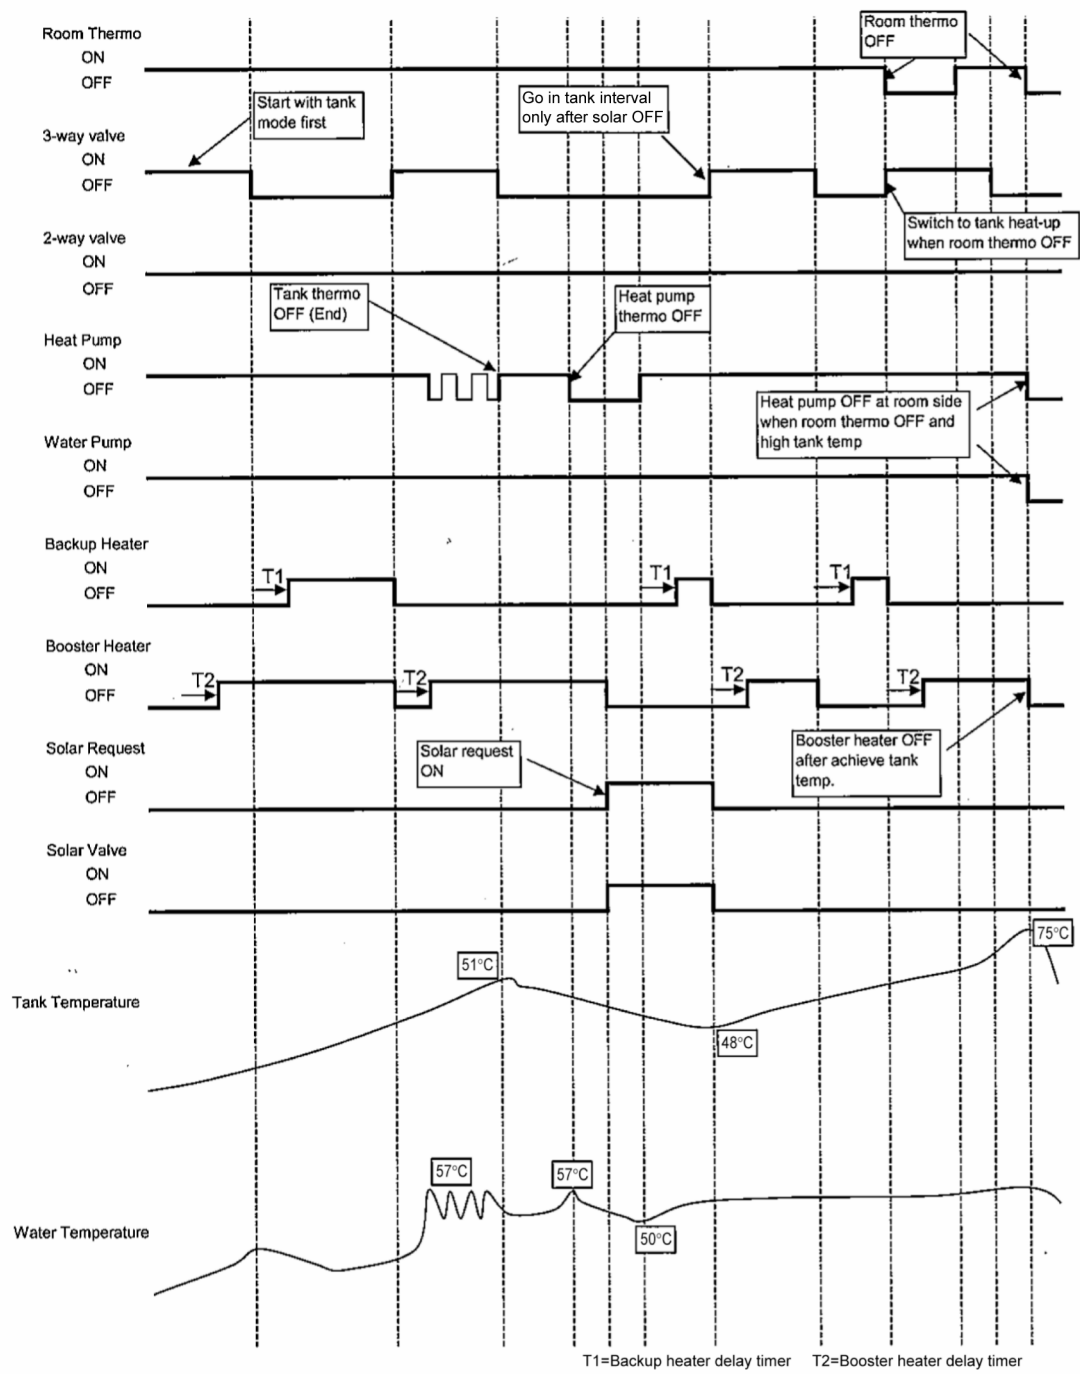 Room Thermo
ON
OFF
Room thermo
OFF
Start with tank
mode first
Go in tank interval
only after solar OFF
3-way valve
ON
OFF
Switch to tank heat-up
when room thermo OFF
2-way valve
ON
OFF
Tank thermo
OFF (End)
Heat pump
thermo OFF
Heat Pump
ON
OFF
Heat pump OFF at room side
when room thermo OFF and
high tank temp
Water Pump
ON
OFF
Backup Heater
ON
OFF
T1
T1
T1
Booster Heater
ON
OFF
T2
T2
T2
T2
Booster heater OFF
after achieve tank
temp.
Solar Request
ON
OFF
Solar request
ON
Solar Valve
ON
OFF
Tank Temperature
51°C
48°C
75°C
Water Temperature
57°C
57°C
50°C
T1=Backup heater delay timer T2=Booster heater delay timer